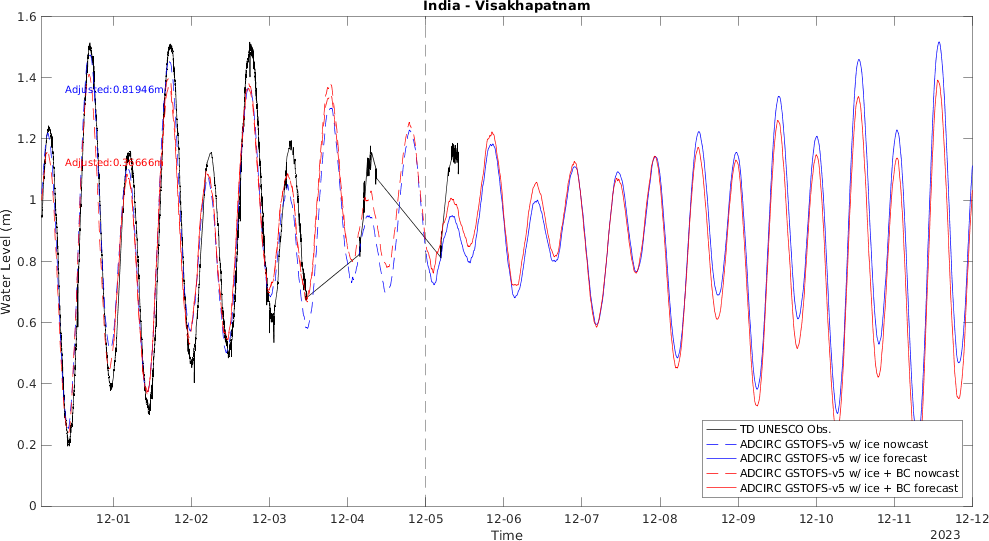 India - Visakhapatnam
1.6
1.4
1.2
1
0.8
0.6
0.4
0.2
0
Water Level (m)
Adjusted:0.81946m
TD UNESCO Obs.
ADCIRC GSTOFS-v5 w/ ice nowcast
ADCIRC GSTOFS-v5 w/ ice forecast
ADCIRC GSTOFS-v5 w/ ice + BC nowcast
ADCIRC GSTOFS-v5 w/ ice + BC forecast
12-01 12-02 12-03 12-04 12-05 12-06 12-07 12-08 12-09 12-10 12-11 12-12
Time
2023